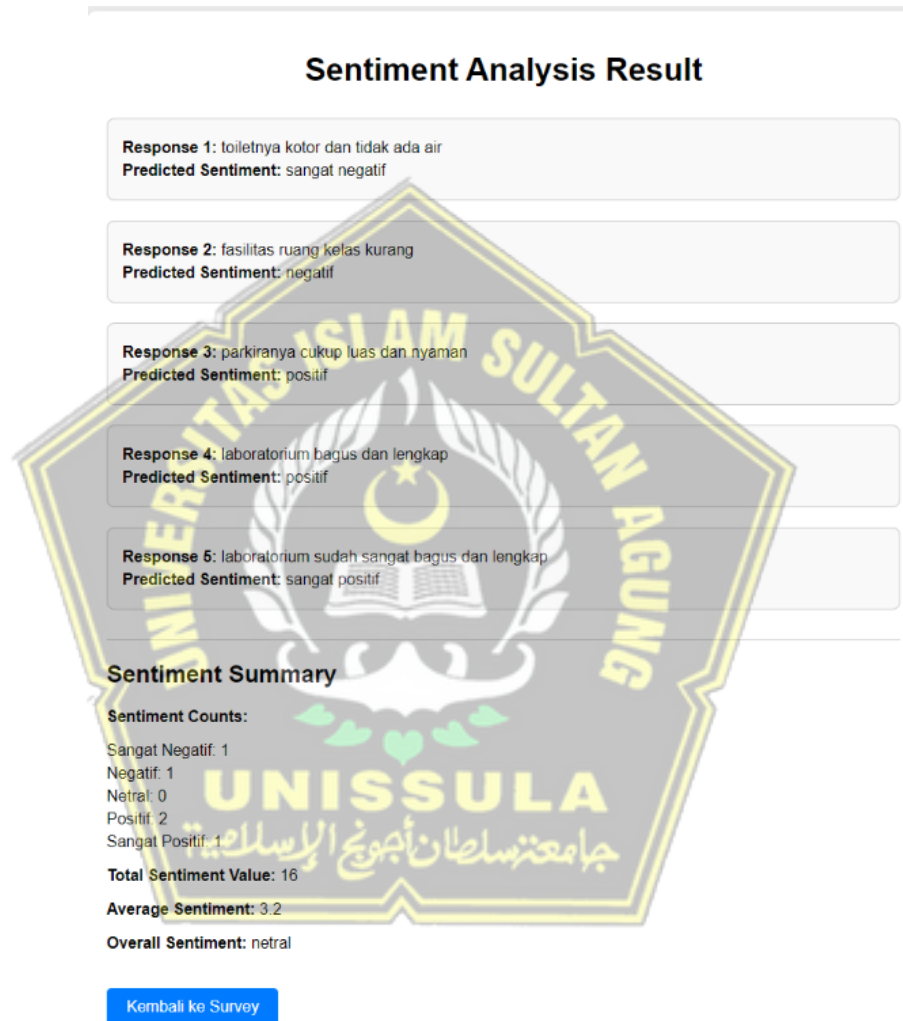 Sentiment Analysis Result
Response 1: toiletnya kotor dan tidak ada air
Predicted Sentiment: sangat negatif
Response 2: fasilitas ruang kelas kurang
Predicted Sentiment: negatif
Response 3: parkiranya cukup luas dan nyaman
Predicted Sentiment: positif
Response 4: laboratorium bagus dan lengkap
Predicted Sentiment: positif
Response 5: laboratorium sudah sangat bagus dan lengkap
Predicted Sentiment: sangat positif
UNIVERSITAS ISLAM SULTAN AGUNG
Sentiment Summary
Sentiment Counts:
Sangat Negatif: 1
Negatif: 1
Netral: 0
Positif: 2
Sangat Positif: 1
UNISSULA
جامعة سلطان أجونج الإسلامية
Total Sentiment Value: 16
Average Sentiment: 3.2
Overall Sentiment: netral
Kembali ke Survey